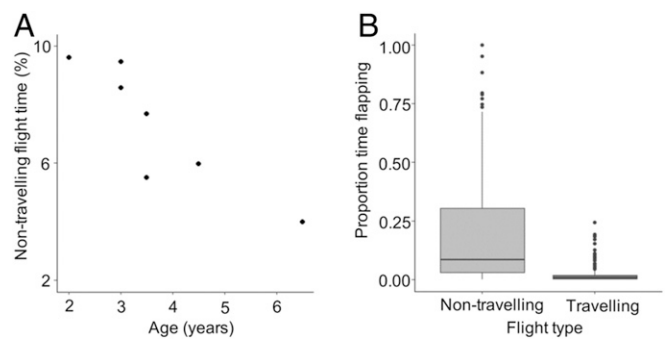 A
Non-travelling flight time (%)
10
6
2
2 3 4 5 6
Age (years)
B
Proportion time flapping
1.00
0.75
0.50
0.25
0.00
Non-travelling Travelling
Flight type